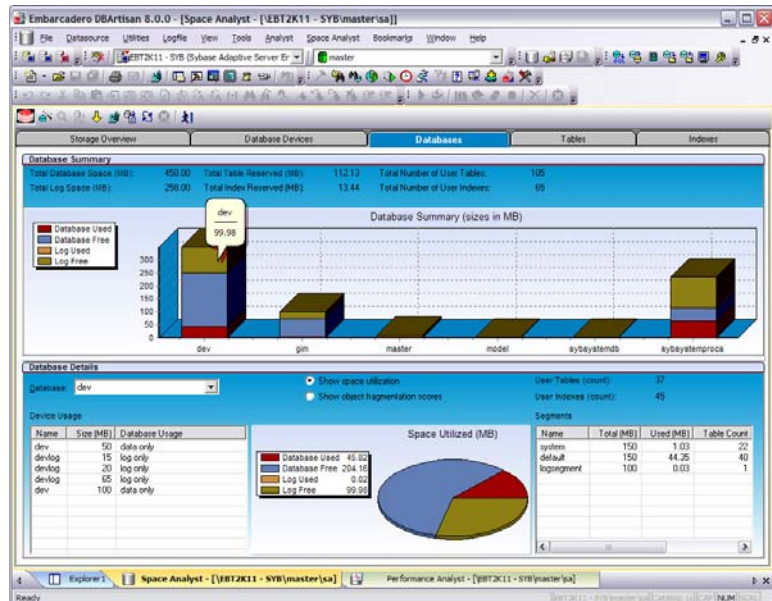 Embarcadero DBArtisan 8.0.0 - [Space Analyst - [\EBT2K11 - SYB\master\sa]]
File Datasource Utilities Logfile View Tools Analyst Space Analyst Bookmarks Window Help
EBT2K11 - SYB (Sybase Adaptive Server Er master
Storage Overview Database Devices Databases Tables Indexes
Database Summary
Total Database Space (MB): 450.00 Total Table Reserved (MB): 112.13 Total Number of User Tables: 105
Total Log Space (MB): 258.00 Total Index Reserved (MB): 13.44 Total Number of User Indexes: 65
Database Summary (sizes in MB)
Database Used
Database Free
Log Used
Log Free
dev
99.98
300
250
200
150
100
50
0
dev gim master model sybsystemdb sybsystemprocs
Database Details
Database: dev
Show space utilization
Show object fragmentation scores
User Tables (count): 37
User Indexes (count): 45
Device Usage
Name Size (MB) Database Usage
dev 50 data only
devlog 15 log only
devlog 20 log only
devlog 65 log only
dev 100 data only
Space Utilized (MB)
Database Used 45.82
Database Free 204.16
Log Used 0.02
Log Free 99.98
Segments
Name Total (MB) Used (MB) Table Count
system 150 1.03 22
default 150 44.35 40
logsegment 100 0.03 1
Explorer1 Space Analyst - [\EBT2K11 - SYB\master\sa] Performance Analyst - [\EBT2K11 - SYB\master\sa]
Ready NUM